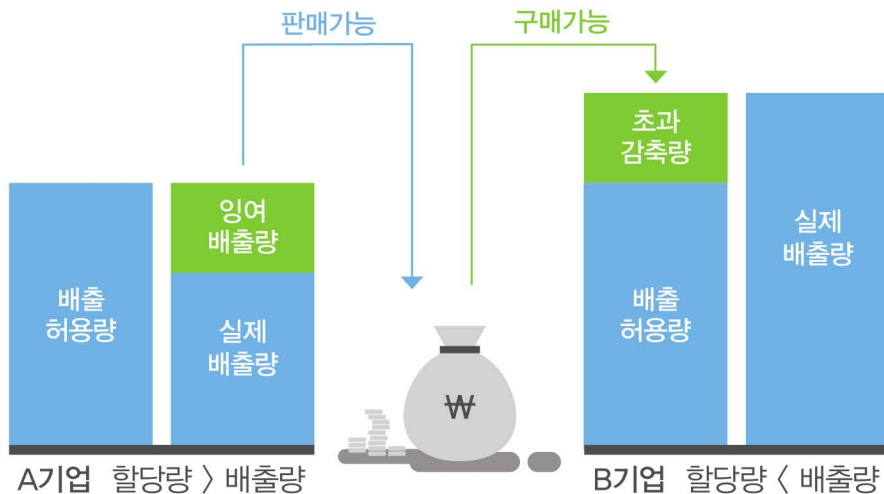 판매가능
구매가능
배출
허용량
잉여
배출량
실제
배출량
₩
초과
감축량
배출
허용량
실제
배출량
A기업 할당량 > 배출량
B기업 할당량 < 배출량